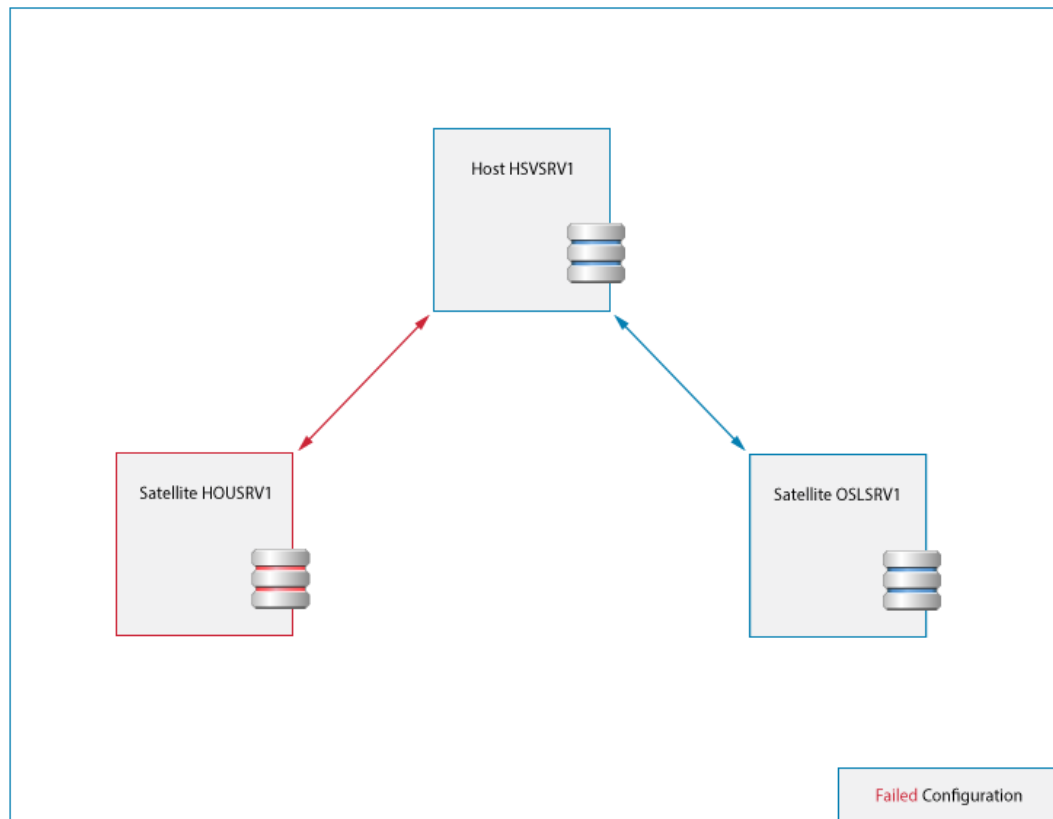 Host HSVSRV1
Satellite HOUSRV1
Satellite OSLSRV1
Failed Configuration